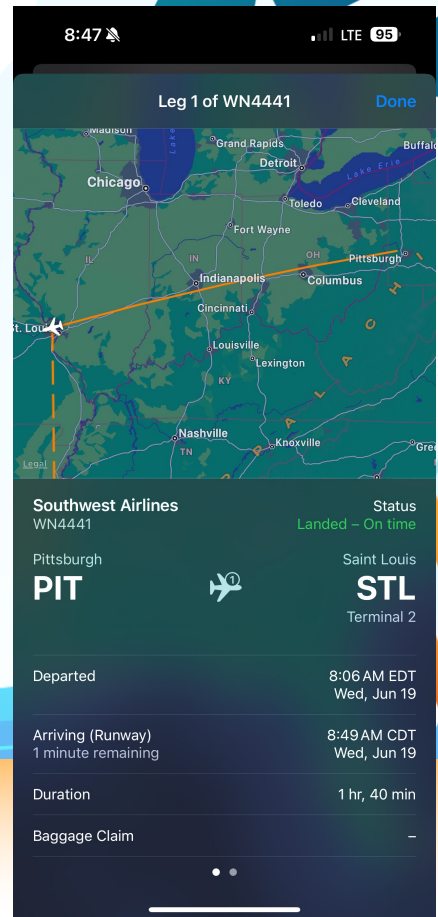 8:47
LTE 95
Leg 1 of WN4441
Done
Madison
Lake
Grand Rapids
Buffalo
Detroit
Lake Erie
Chicago
Toledo
Cleveland
Fort Wayne
IL
IN
OH
Pittsburgh
Indianapolis
Columbus
Cincinnati
St. Louis
Louisville
Lexington
KY
Nashville
TN
Knoxville
Gree
A P P A L A C H I
Legal
Southwest Airlines
WN4441
Status
Landed – On time
Pittsburgh
PIT
1
Saint Louis
STL
Terminal 2
Departed
8:06 AM EDT
Wed, Jun 19
Arriving (Runway)
1 minute remaining
8:49 AM CDT
Wed, Jun 19
Duration
1 hr, 40 min
Baggage Claim
–